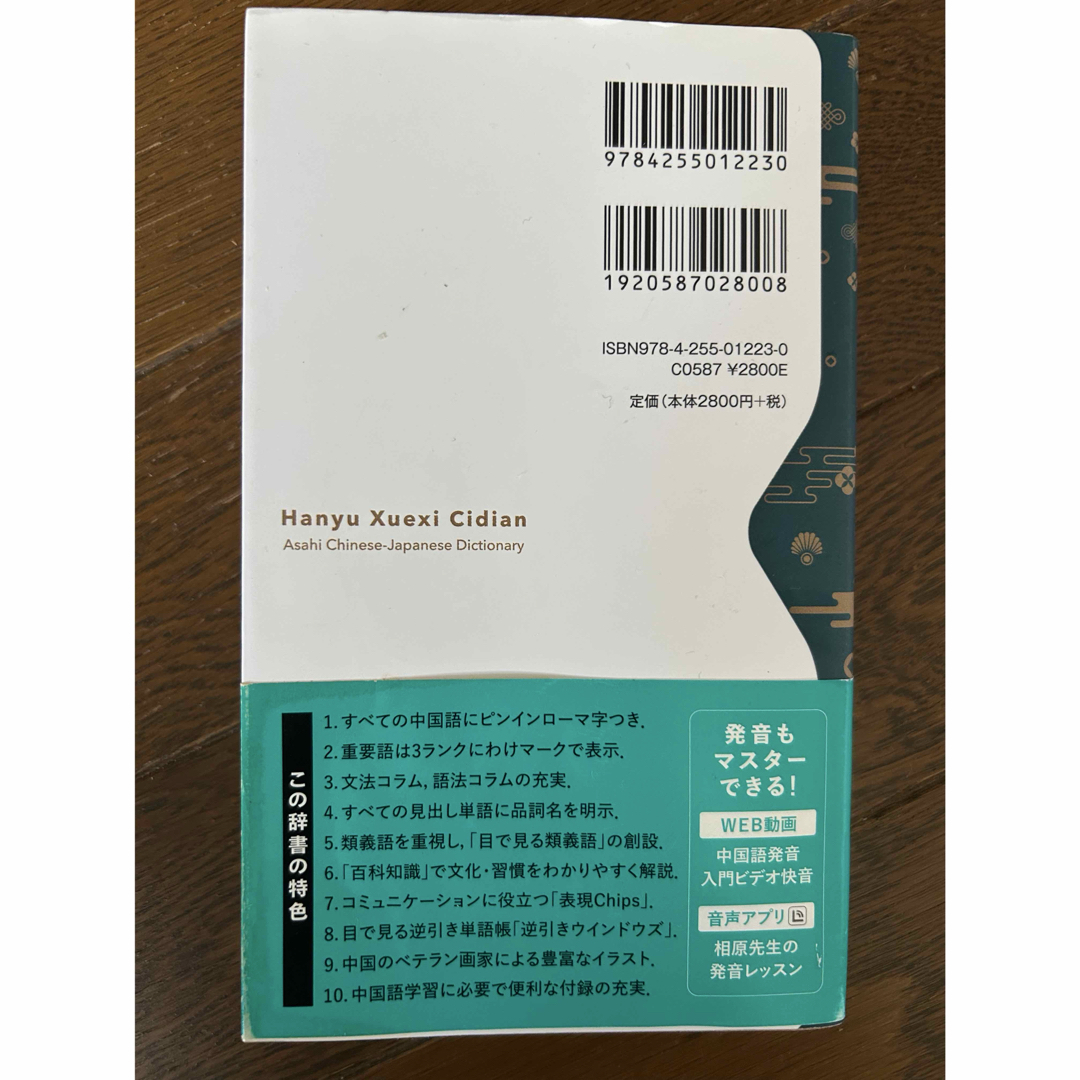 9784255012230
1920587028008
ISBN978-4-255-01223-0
C0587 ¥2800E
定価(本体2800円+税)
Hanyu Xuexi Cidian
Asahi Chinese-Japanese Dictionary
この辞書の特色
1. すべての中国語にピンインローマ字つき.
2. 重要語は3ランクにわけマークで表示.
3. 文法コラム, 語法コラムの充実.
4. すべての見出し単語に品詞名を明示.
5. 類義語を重視し,「目で見る類義語」の創設.
6.「百科知識」で文化・習慣をわかりやすく解説.
7. コミュニケーションに役立つ「表現Chips」.
8. 目で見る逆引き単語帳「逆引きウインドウズ」.
9. 中国のベテラン画家による豊富なイラスト.
10. 中国語学習に必要で便利な付録の充実.
発音も
マスター
できる!
WEB動画
中国語発音
入門ビデオ快音
音声アプリ
相原先生の
発音レッスン